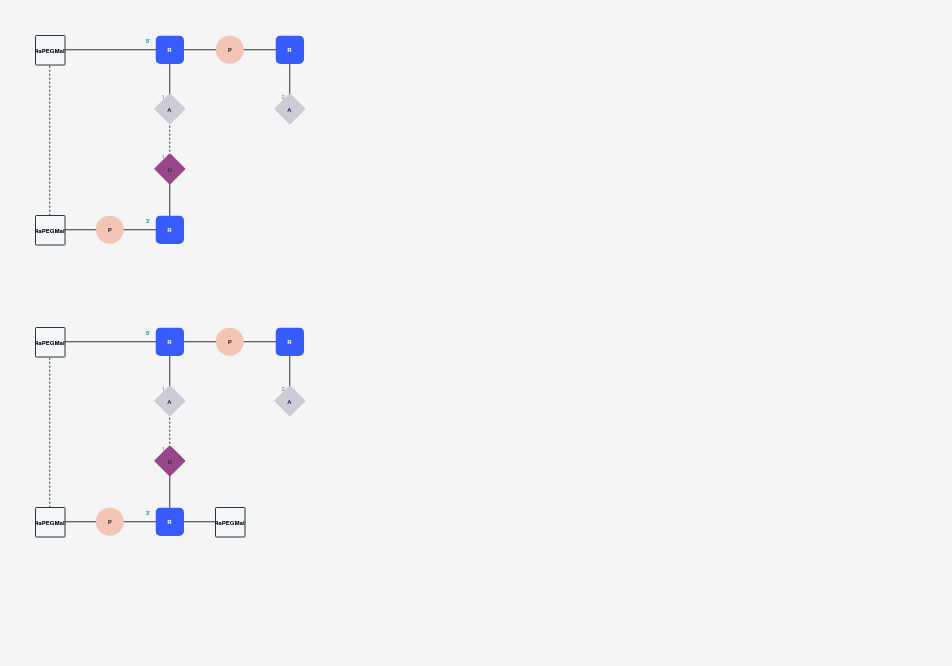 5'
4aPEGMal R P R
1 2
A A
1
U
3'
4aPEGMal P R
5'
4aPEGMal R P R
1 2
A A
1
U
3'
4aPEGMal P R 4aPEGMal